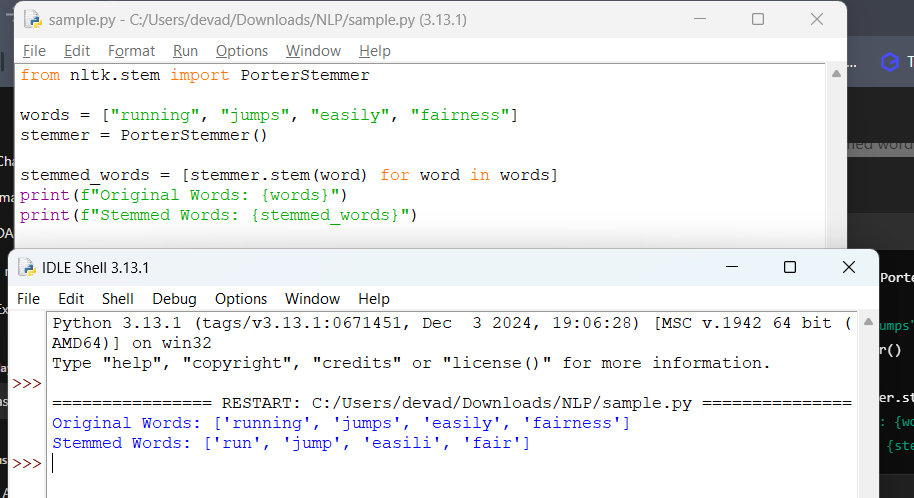 sample.py - C:/Users/devad/Downloads/NLP/sample.py (3.13.1)
File Edit Format Run Options Window Help
from nltk.stem import PorterStemmer
words = ["running", "jumps", "easily", "fairness"]
stemmer = PorterStemmer()
stemmed_words = [stemmer.stem(word) for word in words]
print(f"Original Words: {words}")
print(f"Stemmed Words: {stemmed_words}")
IDLE Shell 3.13.1
File Edit Shell Debug Options Window Help
Python 3.13.1 (tags/v3.13.1:0671451, Dec  3 2024, 19:06:28) [MSC v.1942 64 bit (
AMD64)] on win32
Type "help", "copyright", "credits" or "license()" for more information.
>>>
================ RESTART: C:/Users/devad/Downloads/NLP/sample.py ===============
Original Words: ['running', 'jumps', 'easily', 'fairness']
Stemmed Words: ['run', 'jump', 'easili', 'fair']
>>>